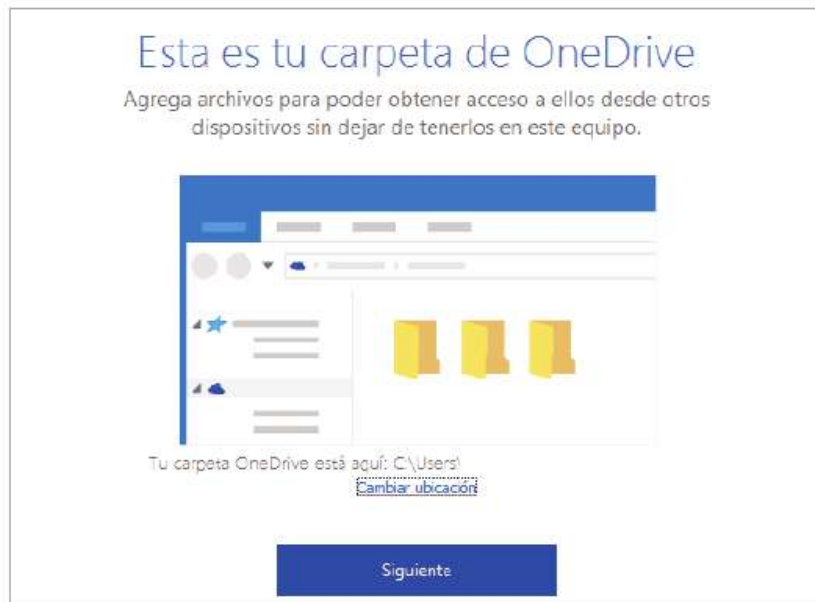 Esta es tu carpeta de OneDrive
Agrega archivos para poder obtener acceso a ellos desde otros
dispositivos sin dejar de tenerlos en este equipo.
Tu carpeta OneDrive está aquí: C:\Users\
Cambiar ubicación
Siguiente